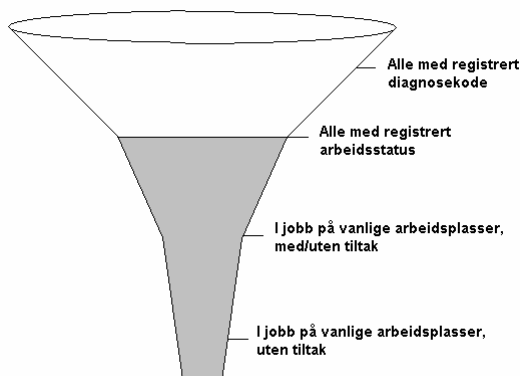 Alle med registrert
diagnosekode
Alle med registrert
arbeidsstatus
I jobb på vanlige arbeidsplasser,
med/uten tiltak
I jobb på vanlige arbeidsplasser,
uten tiltak